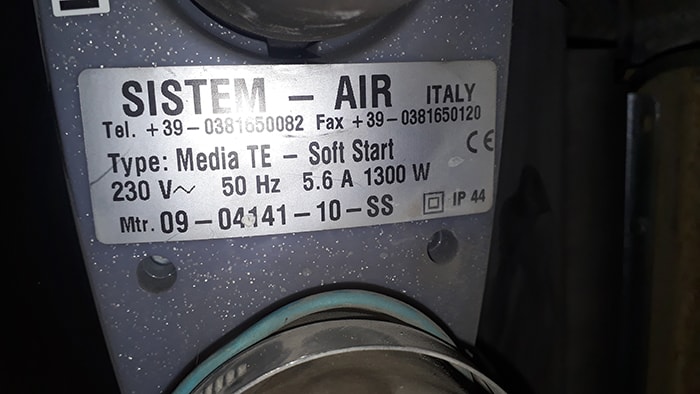 SISTEM - AIR ITALY
Tel. +39-0381650082 Fax +39-0381650120
Type: Media TE - Soft Start CE
230 V~ 50 Hz 5.6 A 1300 W
Mtr. 09-04141-10-SS IP 44